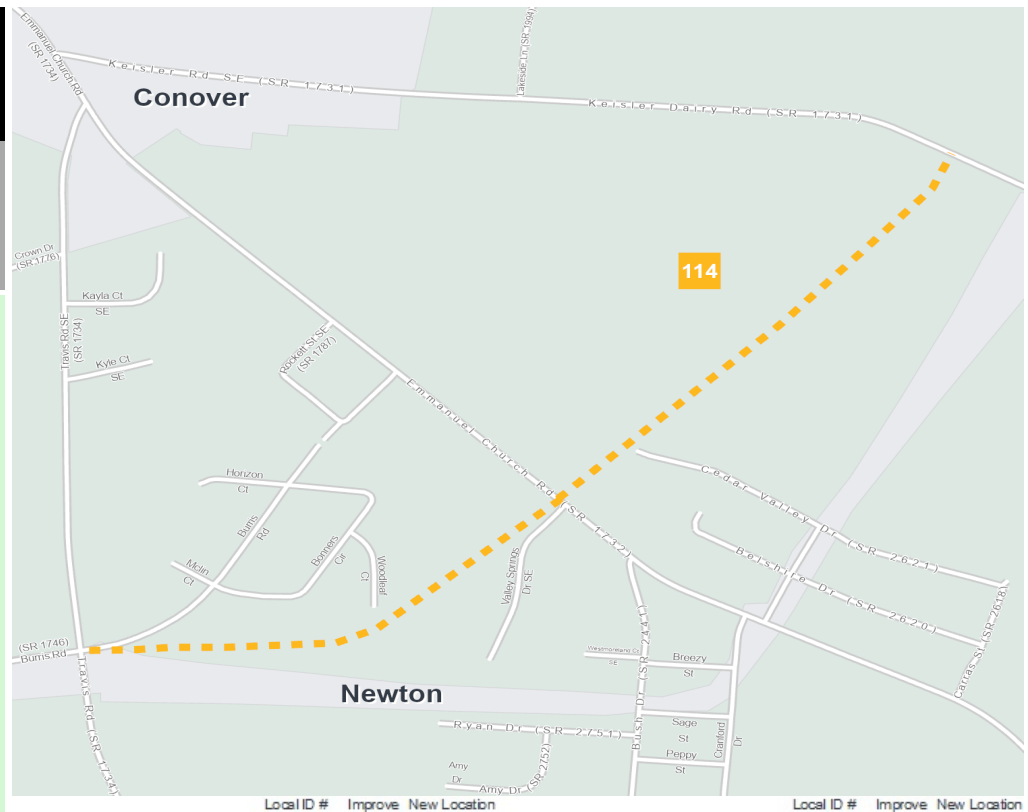 Emmanuel Church Rd
(SR 1734)
Keisler Rd SE (SR 1731)
Conover
Lakeside Ln (SR 1994)
Keisler Dairy Rd (SR 1731)
Crown Dr
(SR 1776)
Kayla Ct
SE
Travis Rd SE
(SR 1734)
Kyle Ct
SE
Rockett St SE
(SR 1787)
114
Emmanuel Church Rd (SR 1732)
Horizon
Ct
Burns
Rd
Bonners
Cir
Woodleaf
Ct
Mclin
Ct
Valley Springs
Dr SE
Cedar Valley Dr (SR 2621)
Belshire Dr (SR 2620)
Carras St (SR 2618)
(SR 1746)
Burns Rd
Travis Rd (SR 1734)
Newton
Westmoreland Ct
SE
Breezy
St
Bush Dr (SR 2441)
Sage
St
Peppy
St
Cranford
Dr
Ryan Dr (SR 2751)
Amy
Dr
Amy Dr (SR 2752)
Local ID # Improve New Location
Local ID # Improve New Location